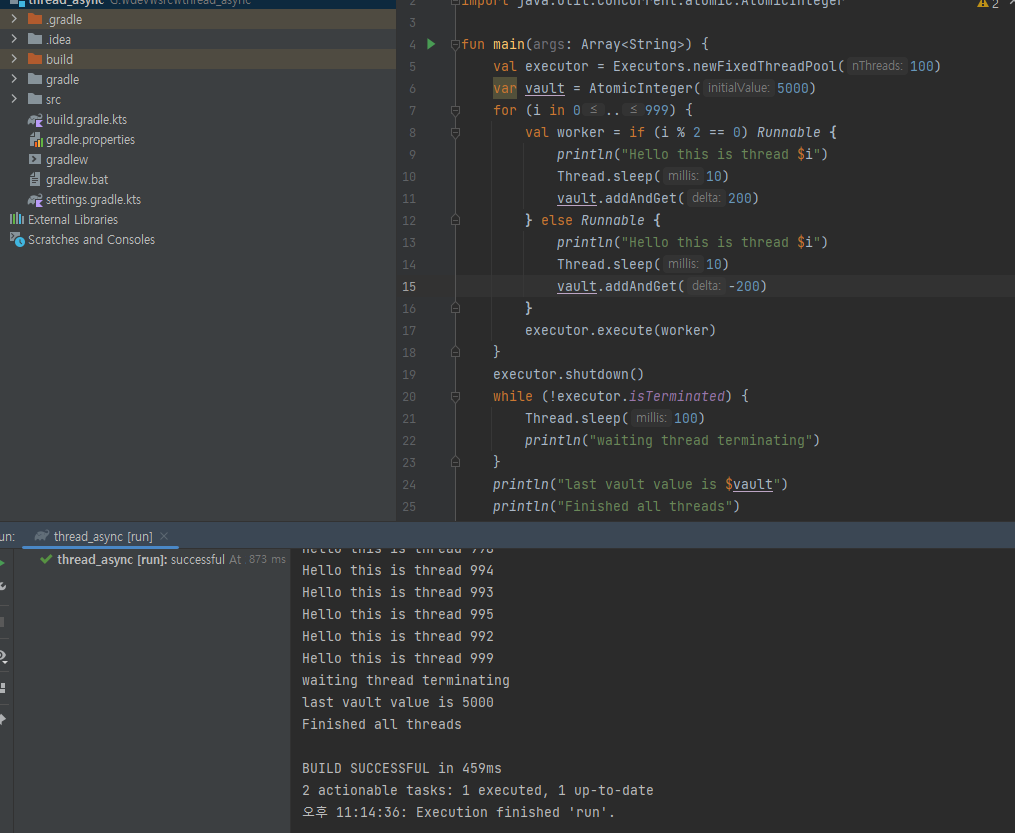 thread_async G:₩dev₩src₩thread_async
.gradle
.idea
build
gradle
src
build.gradle.kts
gradle.properties
gradlew
gradlew.bat
settings.gradle.kts
External Libraries
Scratches and Consoles
2 import java.util.concurrent.atomic.AtomicInteger
2
3
4 fun main(args: Array<String>) {
5 val executor = Executors.newFixedThreadPool( nThreads: 100)
6 var vault = AtomicInteger( initialValue: 5000)
7 for (i in 0 ≤ .. ≤ 999) {
8 val worker = if (i % 2 == 0) Runnable {
9 println("Hello this is thread $i")
10 Thread.sleep( millis: 10)
11 vault.addAndGet( delta: 200)
12 } else Runnable {
13 println("Hello this is thread $i")
14 Thread.sleep( millis: 10)
15 vault.addAndGet( delta: -200)
16 }
17 executor.execute(worker)
18 }
19 executor.shutdown()
20 while (!executor.isTerminated) {
21 Thread.sleep( millis: 100)
22 println("waiting thread terminating")
23 }
24 println("last vault value is $vault")
25 println("Finished all threads")
un: thread_async [run]
thread_async [run]: successful At 873 ms
Hello this is thread 994
Hello this is thread 993
Hello this is thread 995
Hello this is thread 992
Hello this is thread 999
waiting thread terminating
last vault value is 5000
Finished all threads
BUILD SUCCESSFUL in 459ms
2 actionable tasks: 1 executed, 1 up-to-date
오후 11:14:36: Execution finished 'run'.